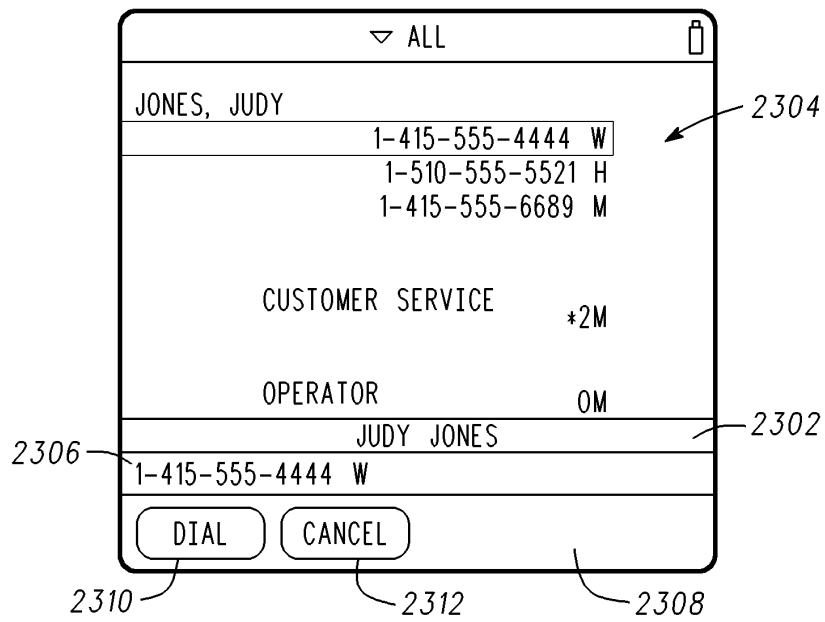 ▽ ALL
JONES, JUDY
2304
1-415-555-4444 W
1-510-555-5521 H
1-415-555-6689 M
CUSTOMER SERVICE
*2M
OPERATOR 0M
JUDY JONES
2302
2306
1-415-555-4444 W
DIAL CANCEL
2310 2312 2308